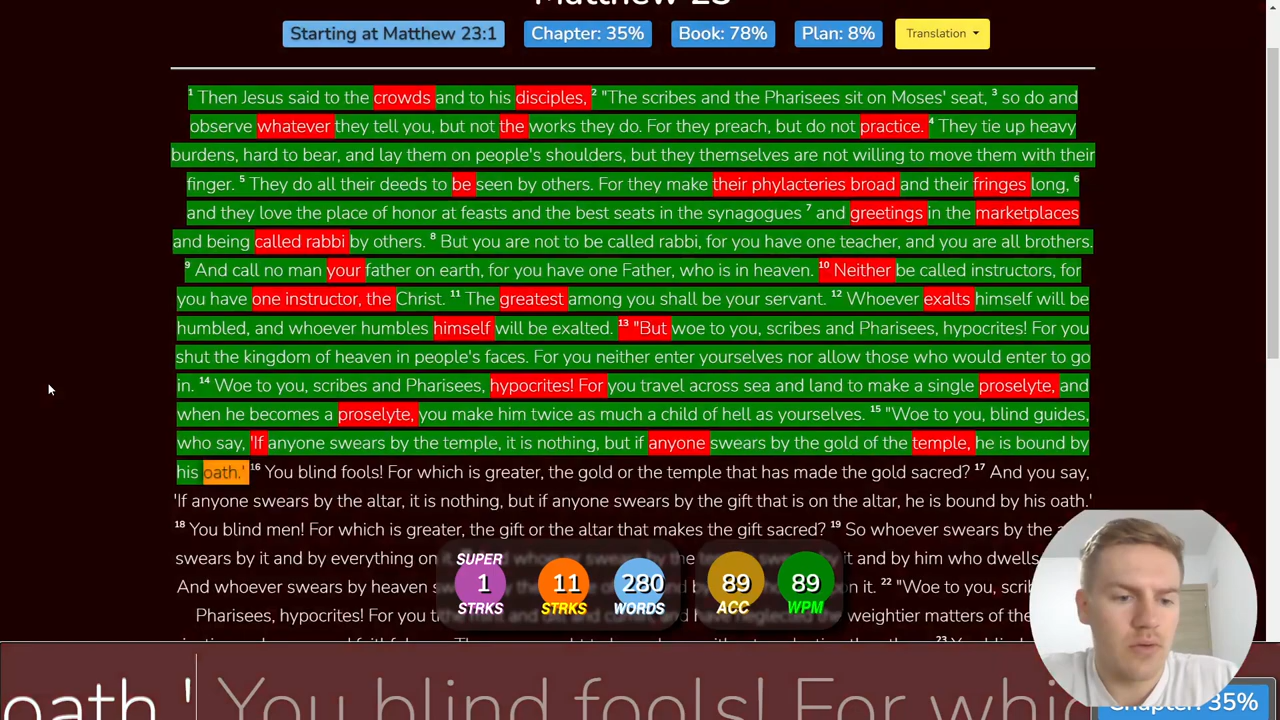 Matthew 23
Starting at Matthew 23:1 Chapter: 35% Book: 78% Plan: 8% Translation
1 Then Jesus said to the crowds and to his disciples, 2 "The scribes and the Pharisees sit on Moses' seat, 3 so do and
observe whatever they tell you, but not the works they do. For they preach, but do not practice. 4 They tie up heavy
burdens, hard to bear, and lay them on people's shoulders, but they themselves are not willing to move them with their
finger. 5 They do all their deeds to be seen by others. For they make their phylacteries broad and their fringes long, 6
and they love the place of honor at feasts and the best seats in the synagogues 7 and greetings in the marketplaces
and being called rabbi by others. 8 But you are not to be called rabbi, for you have one teacher, and you are all brothers.
9 And call no man your father on earth, for you have one Father, who is in heaven. 10 Neither be called instructors, for
you have one instructor, the Christ. 11 The greatest among you shall be your servant. 12 Whoever exalts himself will be
humbled, and whoever humbles himself will be exalted. 13 "But woe to you, scribes and Pharisees, hypocrites! For you
shut the kingdom of heaven in people's faces. For you neither enter yourselves nor allow those who would enter to go
in. 14 Woe to you, scribes and Pharisees, hypocrites! For you travel across sea and land to make a single proselyte, and
when he becomes a proselyte, you make him twice as much a child of hell as yourselves. 15 "Woe to you, blind guides,
who say, 'If anyone swears by the temple, it is nothing, but if anyone swears by the gold of the temple, he is bound by
his oath.' 16 You blind fools! For which is greater, the gold or the temple that has made the gold sacred? 17 And you say,
'If anyone swears by the altar, it is nothing, but if anyone swears by the gift that is on the altar, he is bound by his oath.'
18 You blind men! For which is greater, the gift or the altar that makes the gift sacred? 19 So whoever swears by the
swears by it and by everything on it and by him who dwells
And whoever swears by heaven on it. 22 "Woe to you,
Pharisees, hypocrites! For you weightier matters of the
SUPER
1 11 280 89 89
STRKS STRKS WORDS ACC WPM
oath.' You blind fools! For
Chapter: 35%